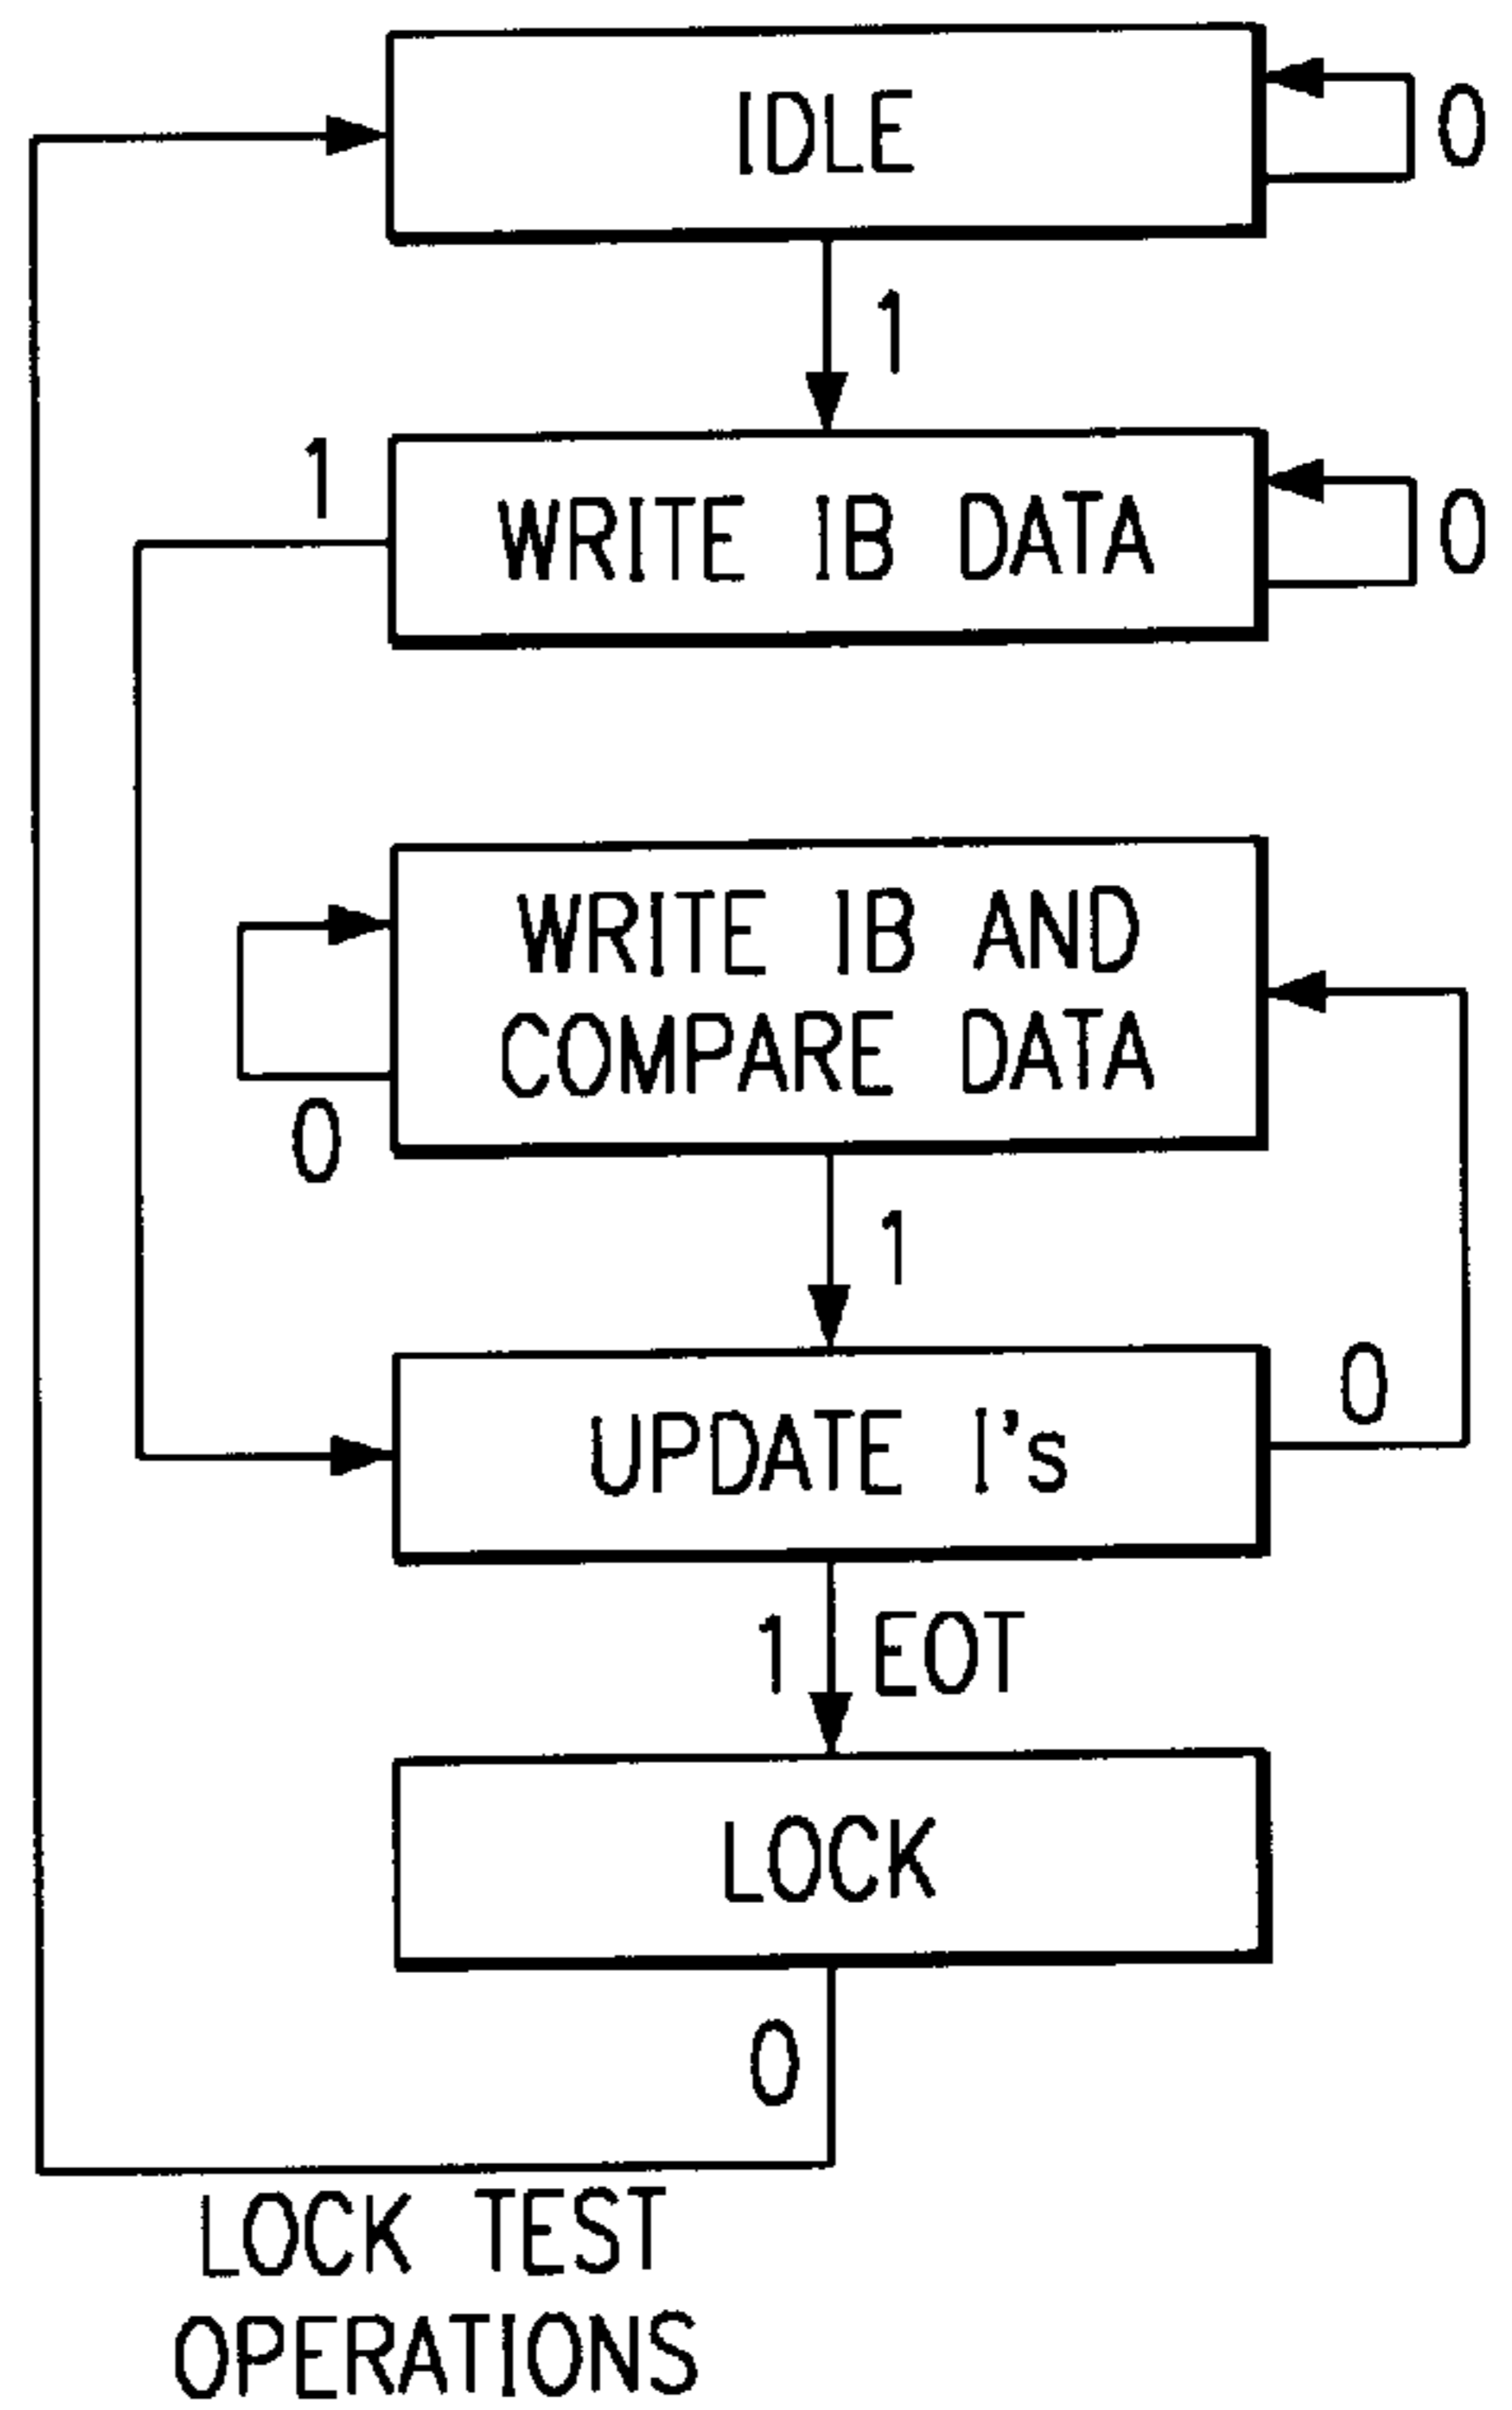 IDLE
0
1
1
WRITE IB DATA
0
WRITE IB AND
COMPARE DATA
0
1
UPDATE I's
0
1 EOT
LOCK
0
LOCK TEST
OPERATIONS